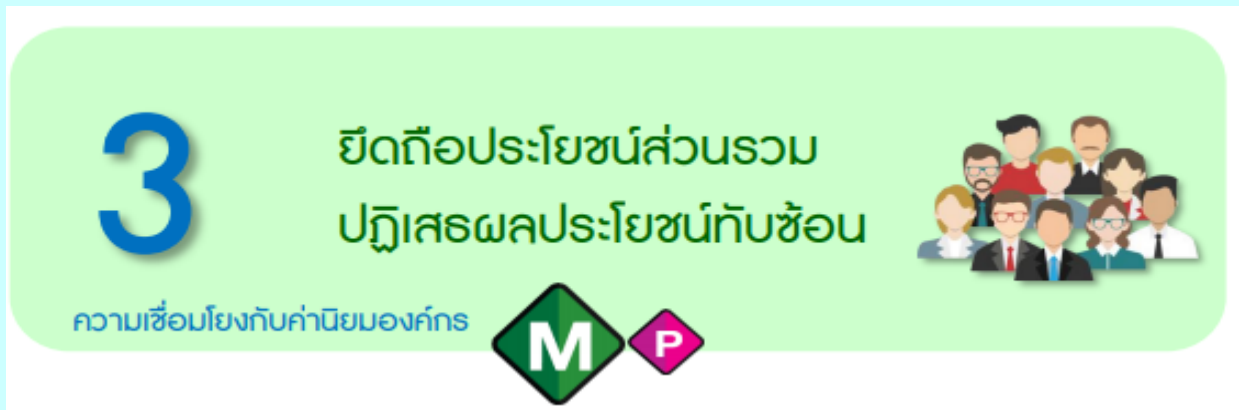 3
ยึดถือประโยชน์ส่วนรวม
ปฏิเสธผลประโยชน์ทับซ้อน
ความเชื่อมโยงกับค่านิยมองค์กร
M P